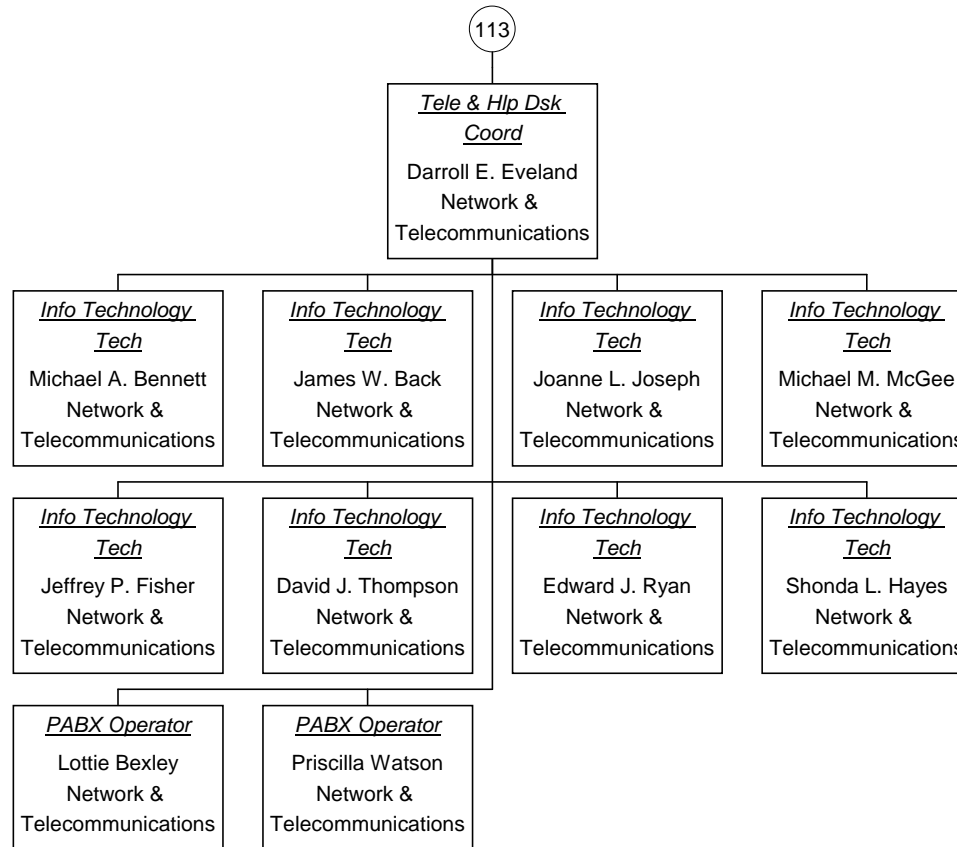 113
Tele & Hlp Dsk
Coord
Darroll E. Eveland
Network &
Telecommunications
Info Technology
Tech
Michael A. Bennett
Network &
Telecommunications
Info Technology
Tech
James W. Back
Network &
Telecommunications
Info Technology
Tech
Joanne L. Joseph
Network &
Telecommunications
Info Technology
Tech
Michael M. McGee
Network &
Telecommunications
Info Technology
Tech
Jeffrey P. Fisher
Network &
Telecommunications
Info Technology
Tech
David J. Thompson
Network &
Telecommunications
Info Technology
Tech
Edward J. Ryan
Network &
Telecommunications
Info Technology
Tech
Shonda L. Hayes
Network &
Telecommunications
PABX Operator
Lottie Bexley
Network &
Telecommunications
PABX Operator
Priscilla Watson
Network &
Telecommunications